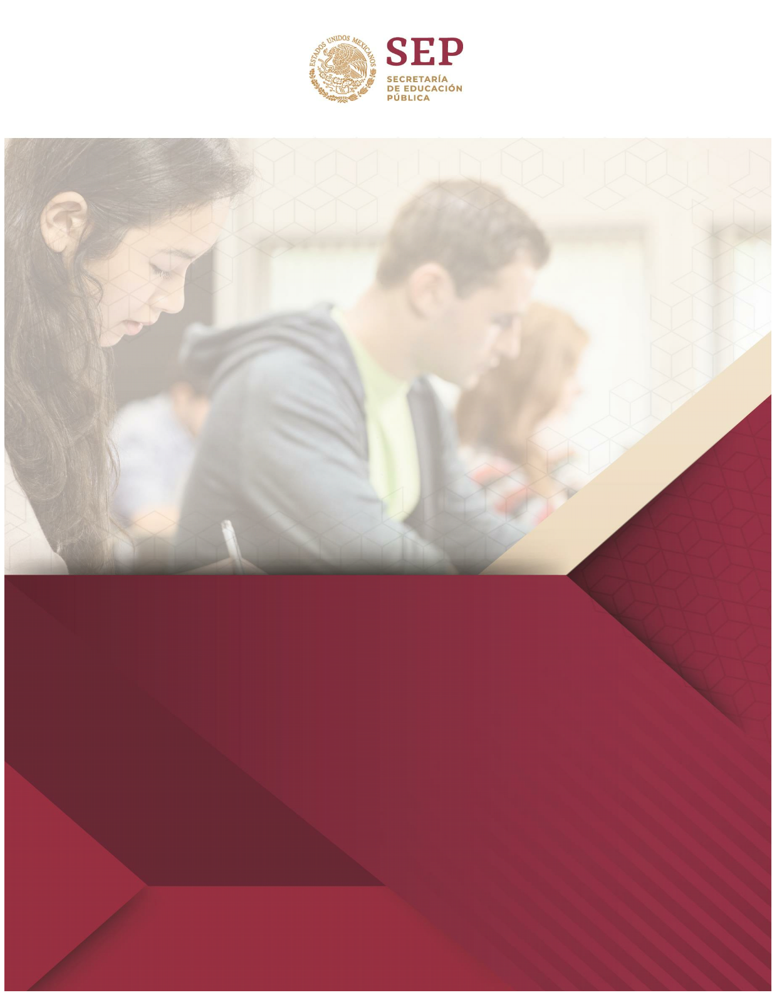 ESTADOS UNIDOS MEXICANOS
SEP
SECRETARÍA
DE EDUCACIÓN
PÚBLICA